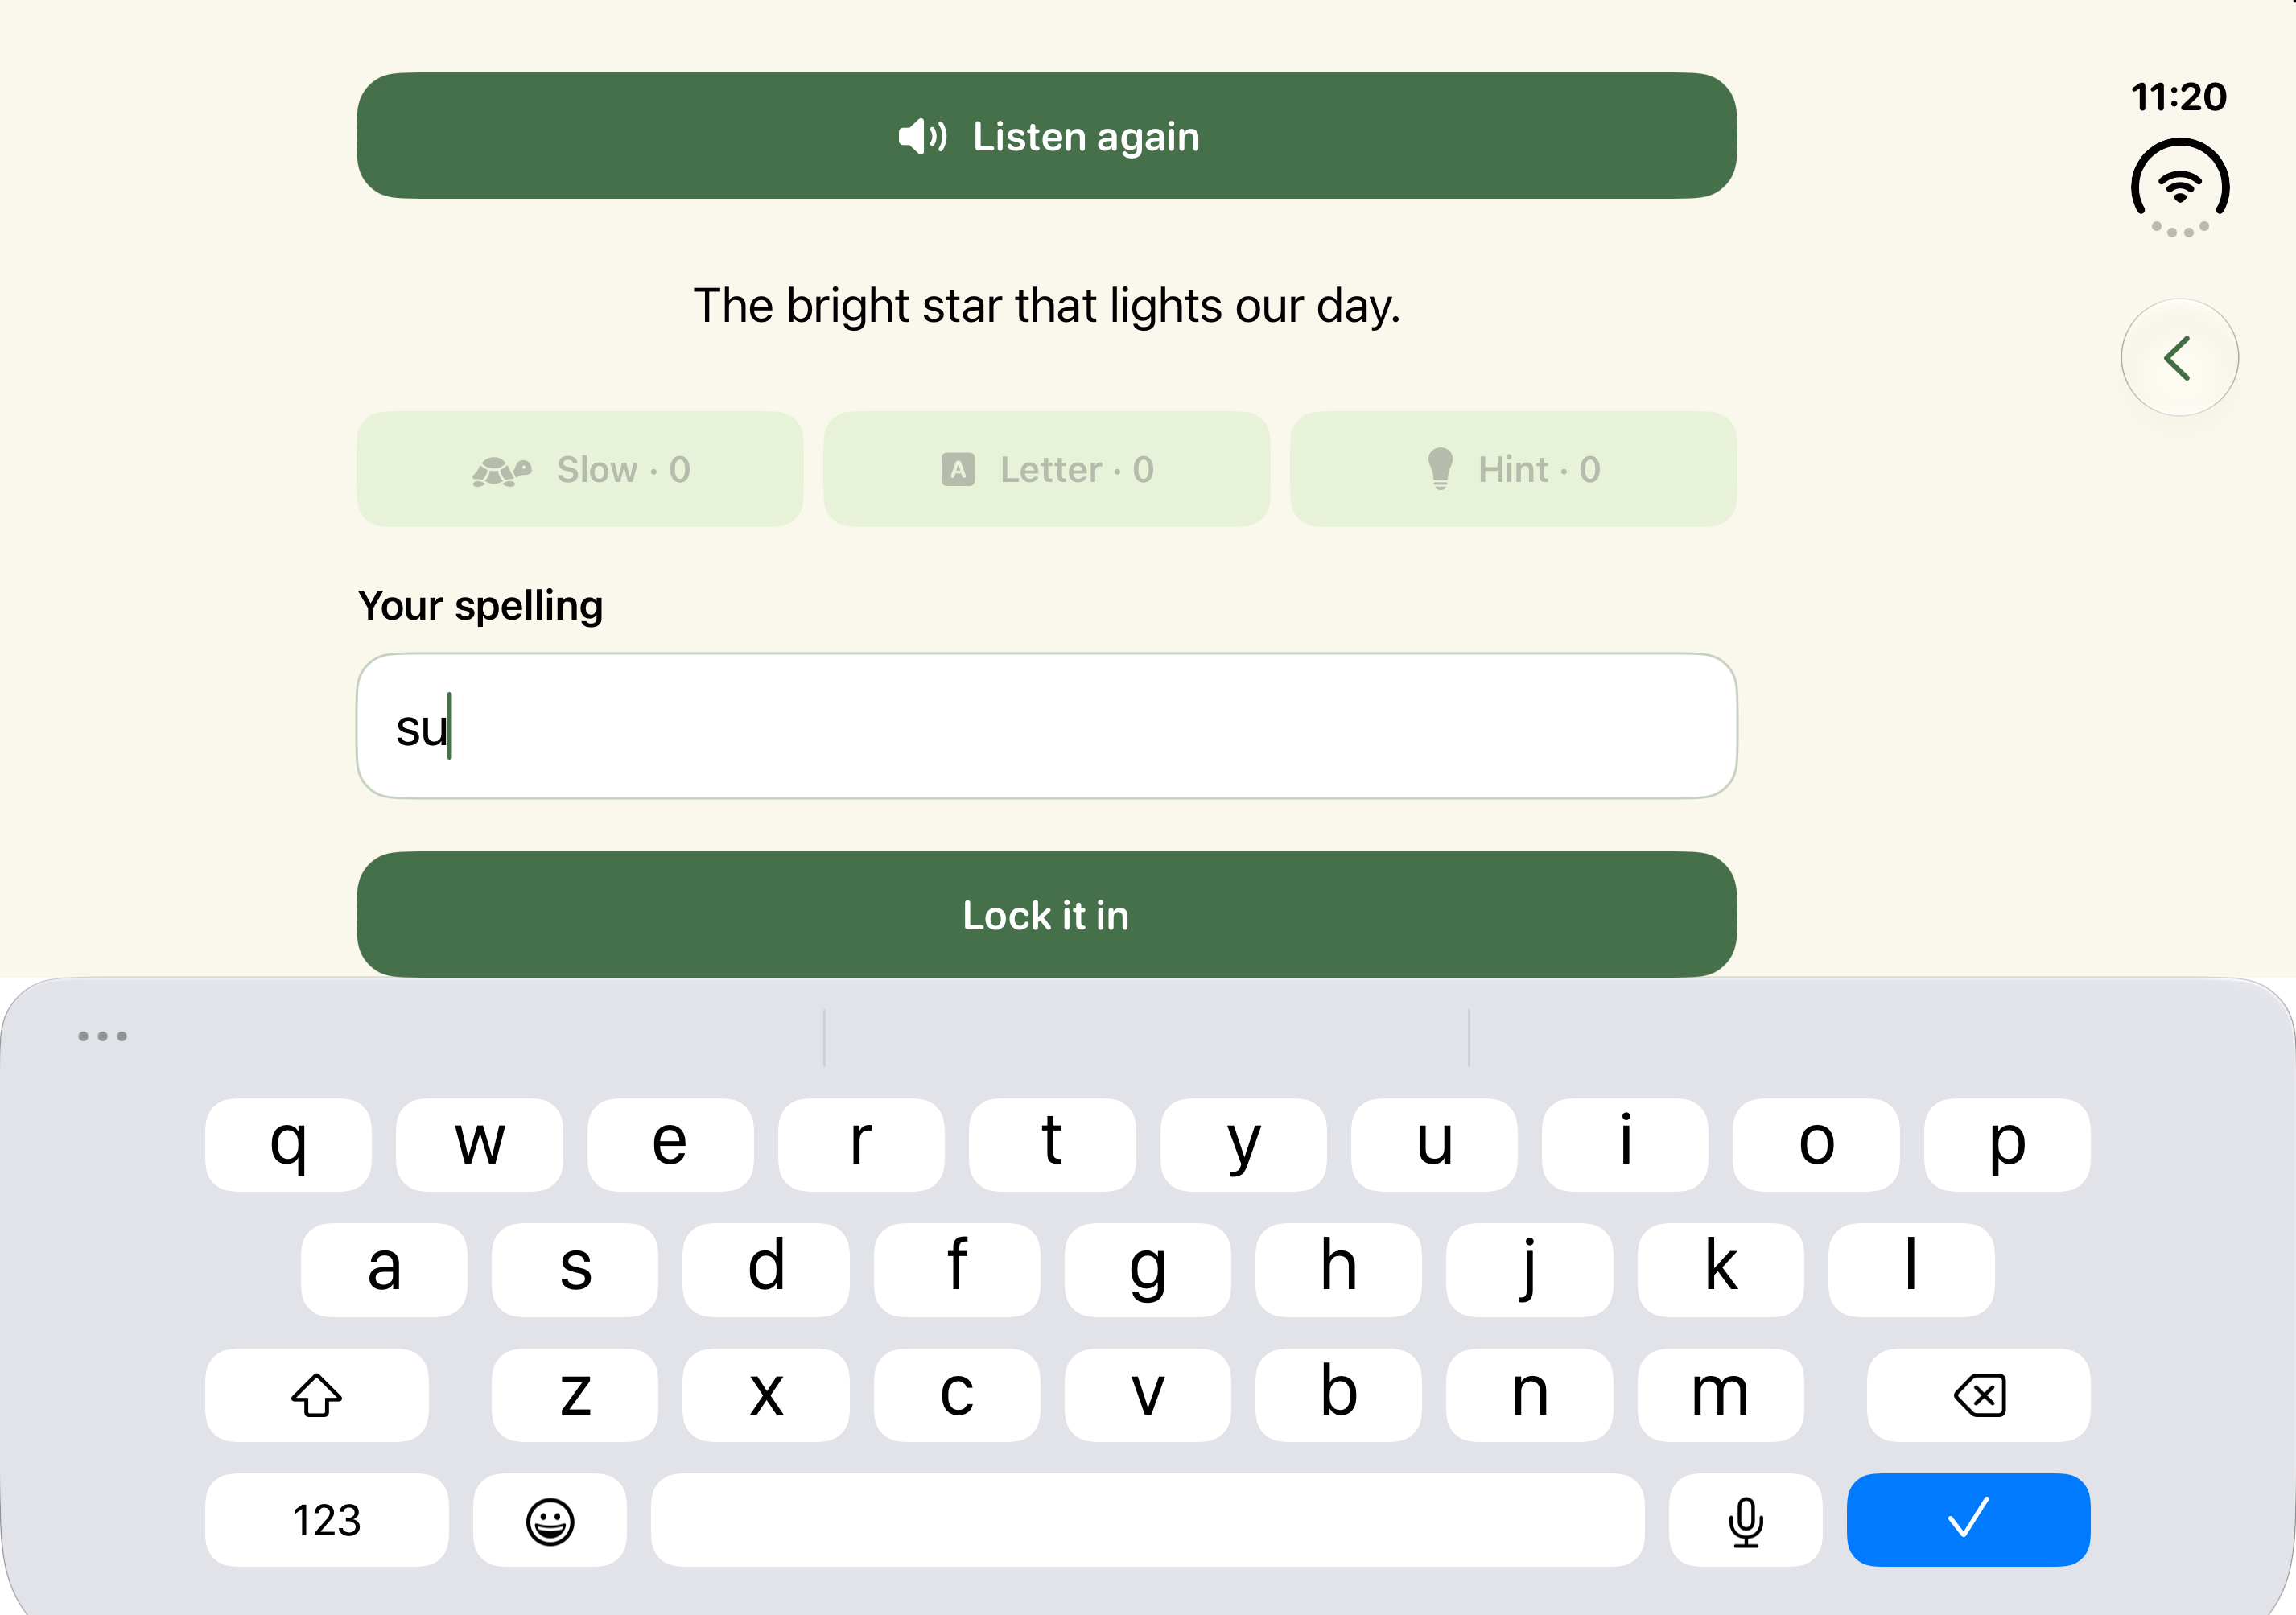 11:20
Listen again
The bright star that lights our day.
Slow · 0
Letter · 0
Hint · 0
Your spelling
su
Lock it in
q w e r t y u i o p
a s d f g h j k l
z x c v b n m
123